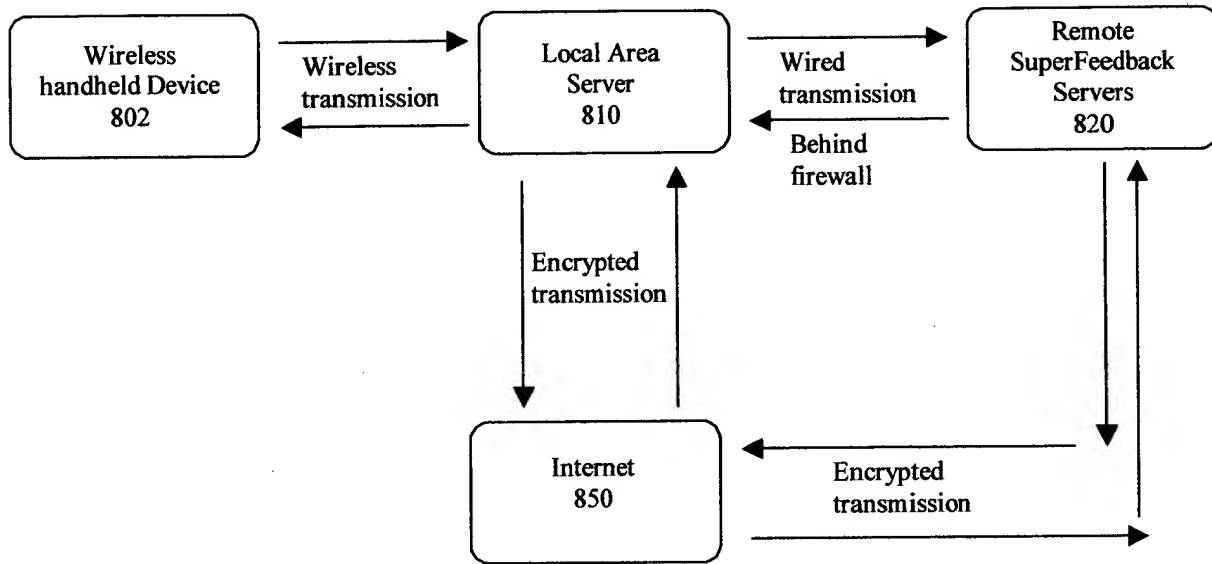 Wireless
handheld Device
802
Wireless
transmission
Local Area
Server
810
Wired
transmission
Behind
firewall
Remote
SuperFeedback
Servers
820
Encrypted
transmission
Internet
850
Encrypted
transmission